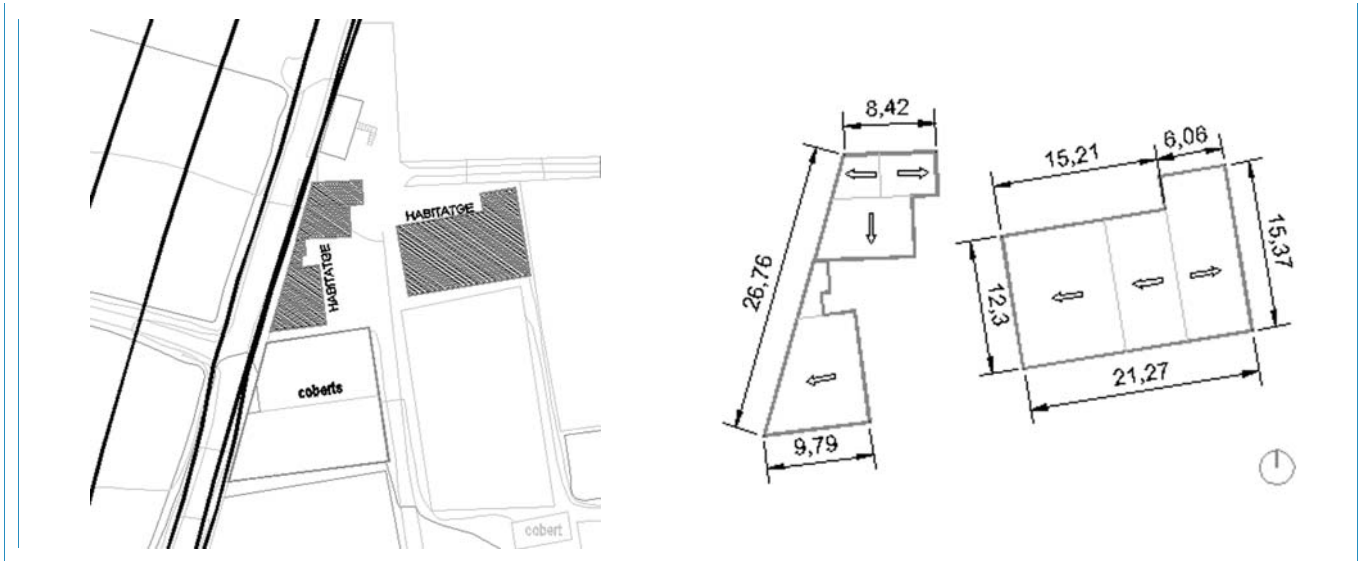 HABITATGE
HABITATGE
coberts
cobert
8,42
26,76
9,79
15,21
6,06
12,3
15,37
21,27